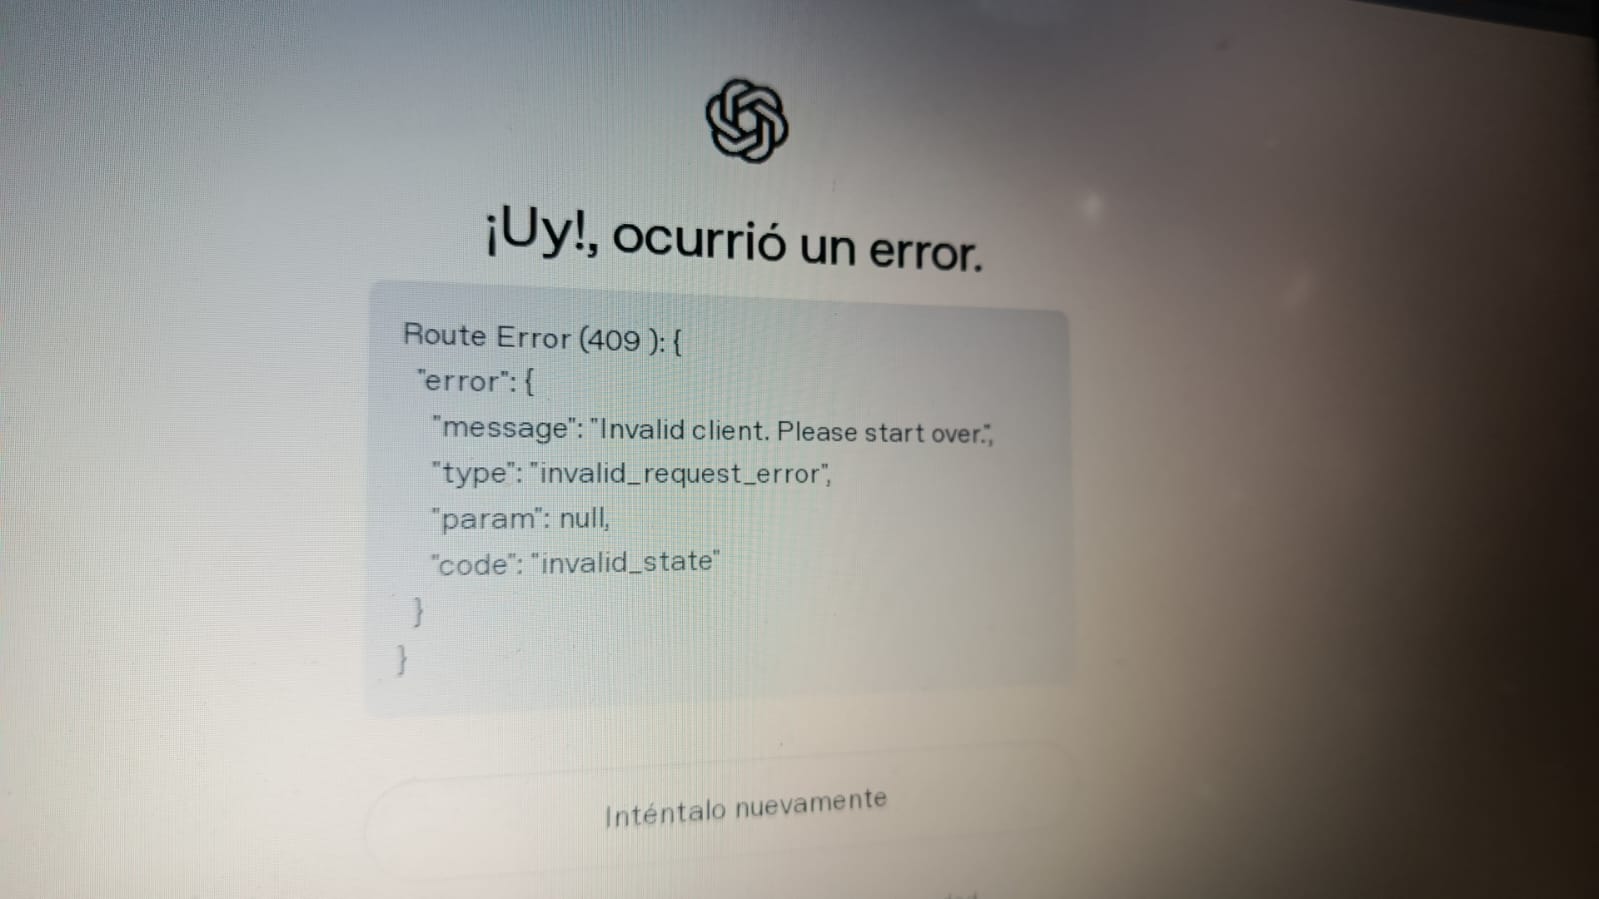 ¡Uy!, ocurrió un error.
Route Error (409 ): {
"error": {
"message": "Invalid client. Please start over.",
"type": "invalid_request_error",
"param": null,
"code": "invalid_state"
}
}
Inténtalo nuevamente